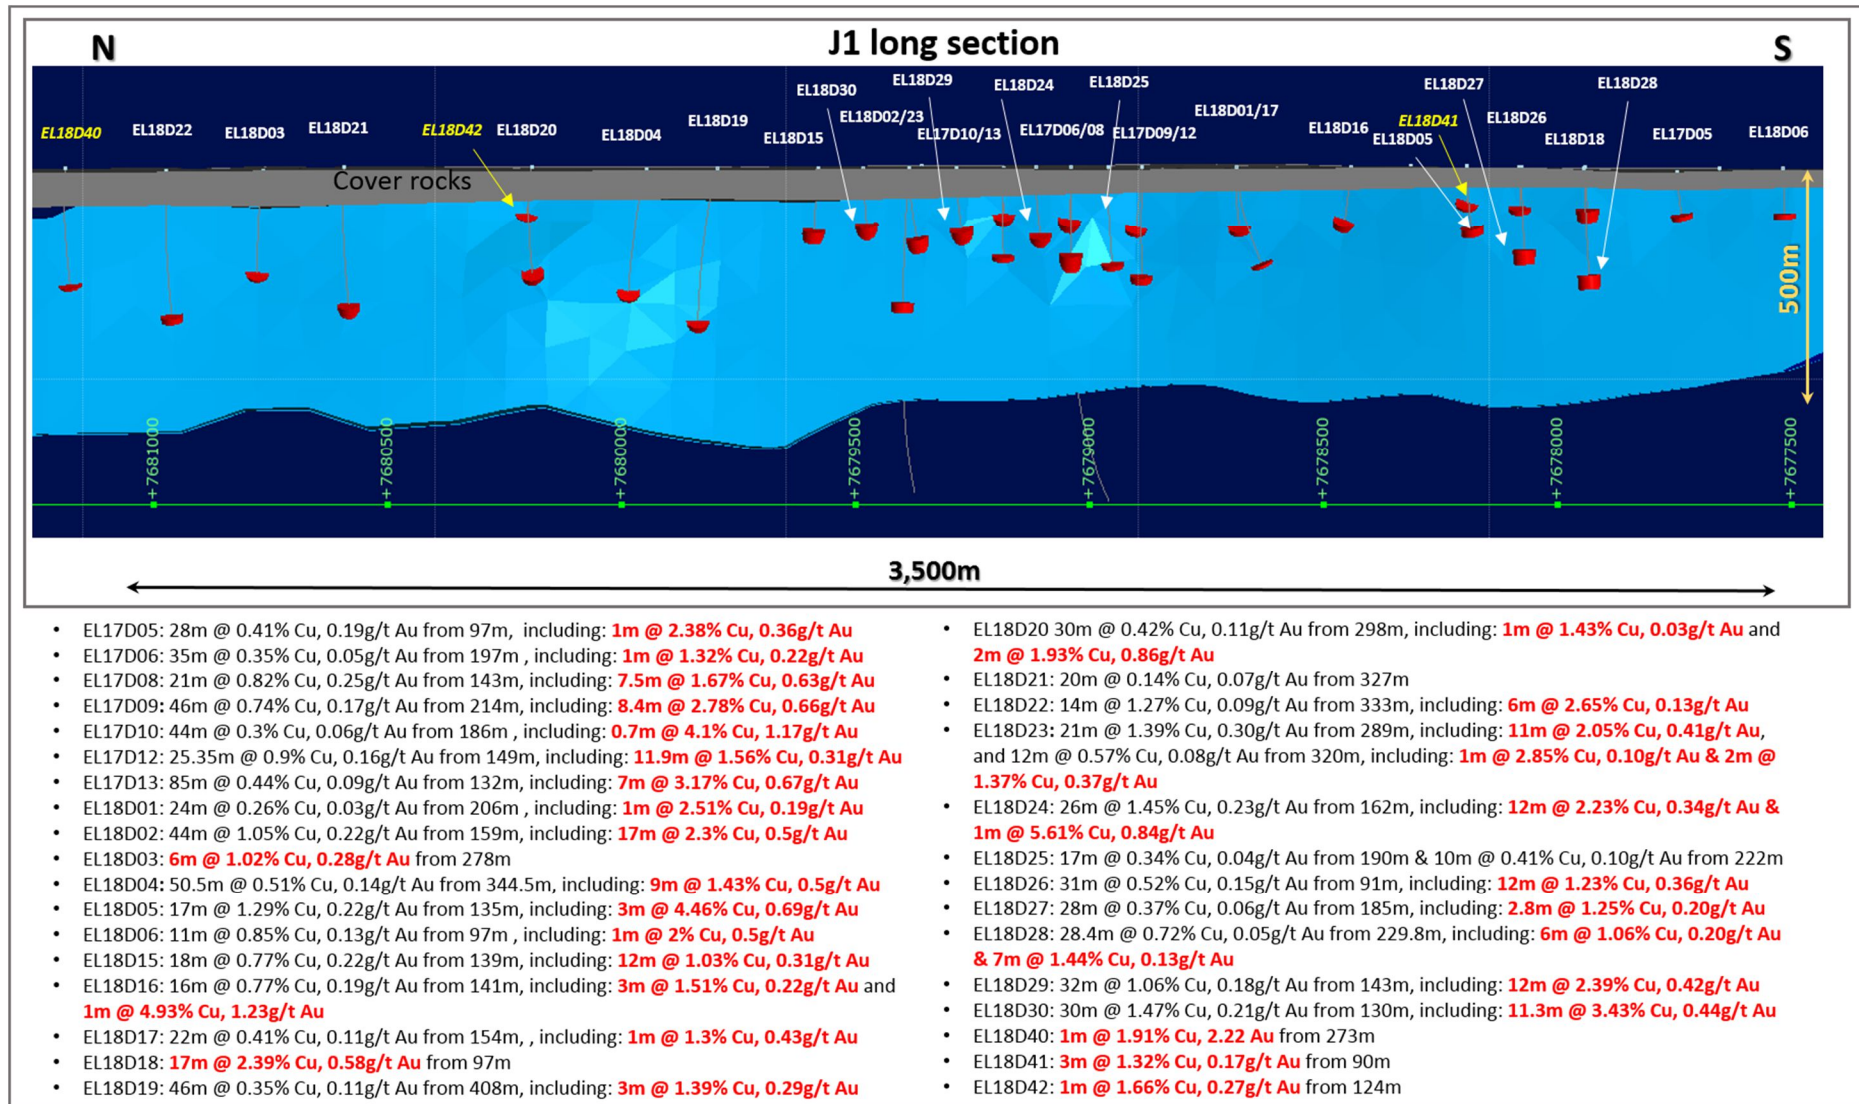 J1 long section
N
S
EL18D40
EL18D22
EL18D03
EL18D21
EL18D42
EL18D20
EL18D04
EL18D19
EL18D15
EL18D30
EL18D02/23
EL18D29
EL17D10/13
EL18D24
EL17D06/08
EL18D25
EL17D09/12
EL18D01/17
EL18D16
EL18D05
EL18D41
EL18D27
EL18D26
EL18D18
EL18D28
EL17D05
EL18D06
Cover rocks
500m
+7681000
+7680500
+7680000
+7679500
+7679000
+7678500
+7678000
+7677500
3,500m
• EL17D05: 28m @ 0.41% Cu, 0.19g/t Au from 97m, including: 1m @ 2.38% Cu, 0.36g/t Au
• EL17D06: 35m @ 0.35% Cu, 0.05g/t Au from 197m , including: 1m @ 1.32% Cu, 0.22g/t Au
• EL17D08: 21m @ 0.82% Cu, 0.25g/t Au from 143m, including: 7.5m @ 1.67% Cu, 0.63g/t Au
• EL17D09: 46m @ 0.74% Cu, 0.17g/t Au from 214m, including: 8.4m @ 2.78% Cu, 0.66g/t Au
• EL17D10: 44m @ 0.3% Cu, 0.06g/t Au from 186m , including: 0.7m @ 4.1% Cu, 1.17g/t Au
• EL17D12: 25.35m @ 0.9% Cu, 0.16g/t Au from 149m, including: 11.9m @ 1.56% Cu, 0.31g/t Au
• EL17D13: 85m @ 0.44% Cu, 0.09g/t Au from 132m, including: 7m @ 3.17% Cu, 0.67g/t Au
• EL18D01: 24m @ 0.26% Cu, 0.03g/t Au from 206m , including: 1m @ 2.51% Cu, 0.19g/t Au
• EL18D02: 44m @ 1.05% Cu, 0.22g/t Au from 159m, including: 17m @ 2.3% Cu, 0.5g/t Au
• EL18D03: 6m @ 1.02% Cu, 0.28g/t Au from 278m
• EL18D04: 50.5m @ 0.51% Cu, 0.14g/t Au from 344.5m, including: 9m @ 1.43% Cu, 0.5g/t Au
• EL18D05: 17m @ 1.29% Cu, 0.22g/t Au from 135m, including: 3m @ 4.46% Cu, 0.69g/t Au
• EL18D06: 11m @ 0.85% Cu, 0.13g/t Au from 97m , including: 1m @ 2% Cu, 0.5g/t Au
• EL18D15: 18m @ 0.77% Cu, 0.22g/t Au from 139m, including: 12m @ 1.03% Cu, 0.31g/t Au
• EL18D16: 16m @ 0.77% Cu, 0.19g/t Au from 141m, including: 3m @ 1.51% Cu, 0.22g/t Au and
1m @ 4.93% Cu, 1.23g/t Au
• EL18D17: 22m @ 0.41% Cu, 0.11g/t Au from 154m, , including: 1m @ 1.3% Cu, 0.43g/t Au
• EL18D18: 17m @ 2.39% Cu, 0.58g/t Au from 97m
• EL18D19: 46m @ 0.35% Cu, 0.11g/t Au from 408m, including: 3m @ 1.39% Cu, 0.29g/t Au
• EL18D20 30m @ 0.42% Cu, 0.11g/t Au from 298m, including: 1m @ 1.43% Cu, 0.03g/t Au and
2m @ 1.93% Cu, 0.86g/t Au
• EL18D21: 20m @ 0.14% Cu, 0.07g/t Au from 327m
• EL18D22: 14m @ 1.27% Cu, 0.09g/t Au from 333m, including: 6m @ 2.65% Cu, 0.13g/t Au
• EL18D23: 21m @ 1.39% Cu, 0.30g/t Au from 289m, including: 11m @ 2.05% Cu, 0.41g/t Au,
and 12m @ 0.57% Cu, 0.08g/t Au from 320m, including: 1m @ 2.85% Cu, 0.10g/t Au & 2m @
1.37% Cu, 0.37g/t Au
• EL18D24: 26m @ 1.45% Cu, 0.23g/t Au from 162m, including: 12m @ 2.23% Cu, 0.34g/t Au &
1m @ 5.61% Cu, 0.84g/t Au
• EL18D25: 17m @ 0.34% Cu, 0.04g/t Au from 190m & 10m @ 0.41% Cu, 0.10g/t Au from 222m
• EL18D26: 31m @ 0.52% Cu, 0.15g/t Au from 91m, including: 12m @ 1.23% Cu, 0.36g/t Au
• EL18D27: 28m @ 0.37% Cu, 0.06g/t Au from 185m, including: 2.8m @ 1.25% Cu, 0.20g/t Au
• EL18D28: 28.4m @ 0.72% Cu, 0.05g/t Au from 229.8m, including: 6m @ 1.06% Cu, 0.20g/t Au
& 7m @ 1.44% Cu, 0.13g/t Au
• EL18D29: 32m @ 1.06% Cu, 0.18g/t Au from 143m, including: 12m @ 2.39% Cu, 0.42g/t Au
• EL18D30: 30m @ 1.47% Cu, 0.21g/t Au from 130m, including: 11.3m @ 3.43% Cu, 0.44g/t Au
• EL18D40: 1m @ 1.91% Cu, 2.22 Au from 273m
• EL18D41: 3m @ 1.32% Cu, 0.17g/t Au from 90m
• EL18D42: 1m @ 1.66% Cu, 0.27g/t Au from 124m